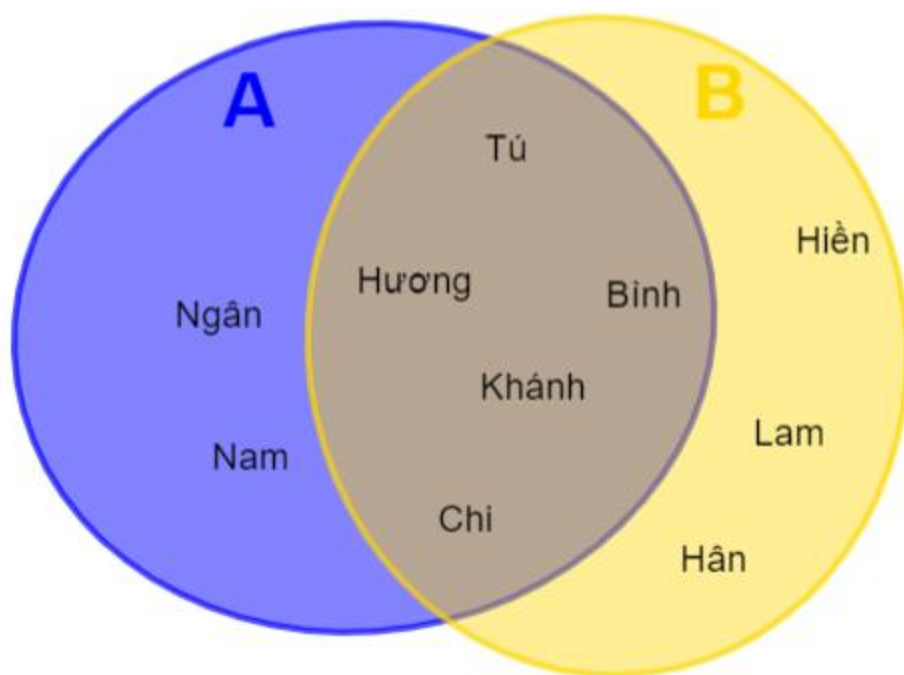 A
B
Tú
Hiền
Hương
Bình
Ngân
Khánh
Lam
Nam
Chi
Hân